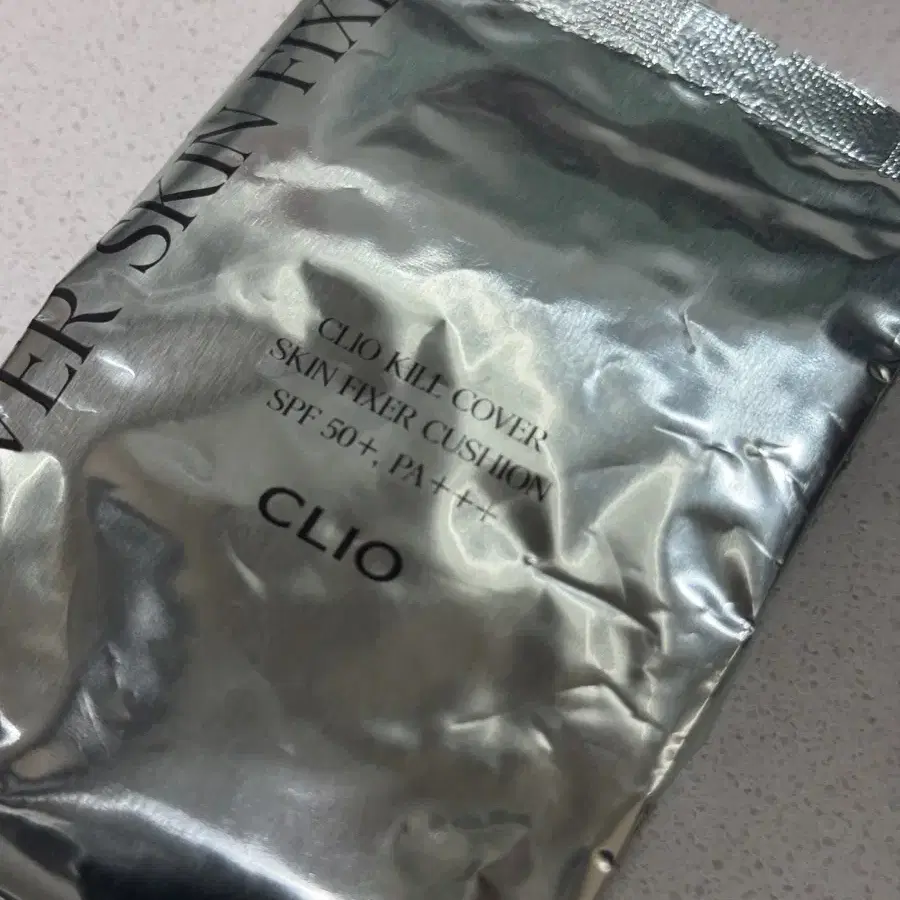 VER SKIN FIXE
CLIO KILL COVER
SKIN FIXER CUSHION
SPF 50+, PA+++
CLIO